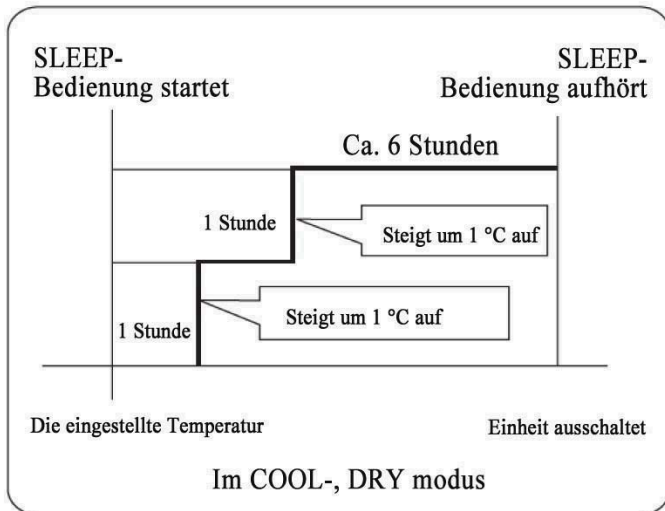 SLEEP-
Bedienung startet
SLEEP-
Bedienung aufhört
Ca. 6 Stunden
1 Stunde
Steigt um 1 °C auf
1 Stunde
Steigt um 1 °C auf
Die eingestellte Temperatur
Einheit ausschaltet
Im COOL-, DRY modus